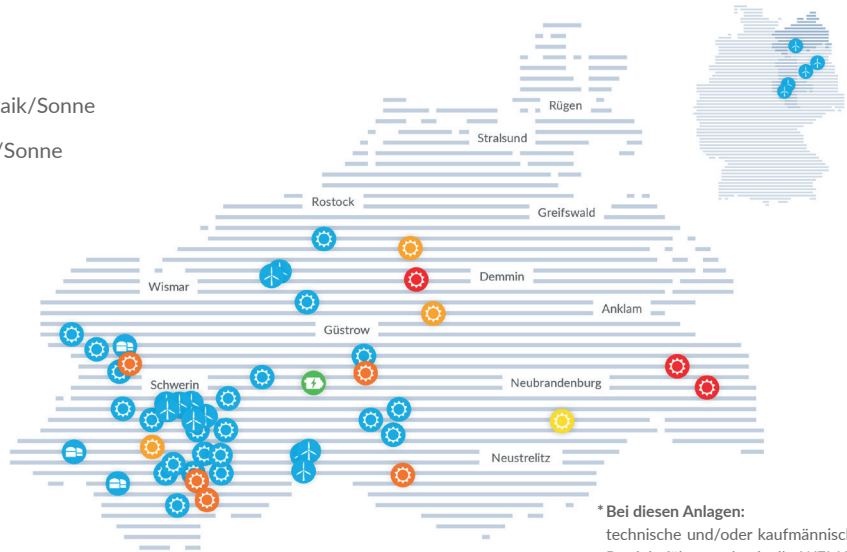 aik/Sonne
/Sonne
Rügen
Stralsund
Rostock
Greifswald
Wismar
Demmin
Anklam
Güstrow
Schwerin
Neubrandenburg
Neustrelitz
* Bei diesen Anlagen:
technische und/oder kaufmännisch